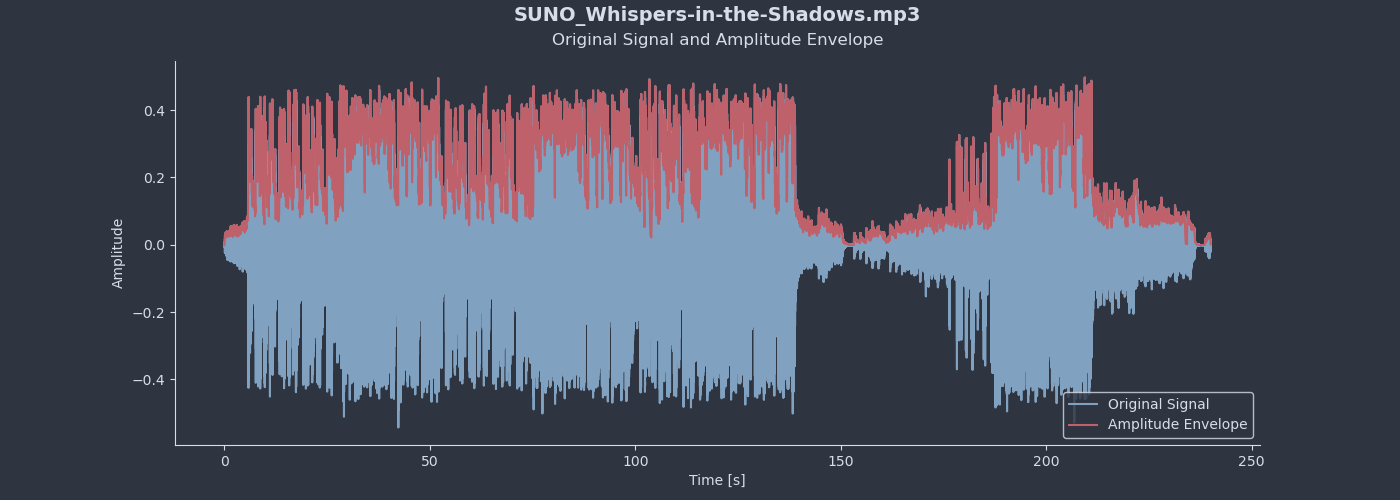 SUNO_Whispers-in-the-Shadows.mp3
Original Signal and Amplitude Envelope
Amplitude
0.4
0.2
0.0
−0.2
−0.4
0
50
100
150
200
250
Time [s]
Original Signal
Amplitude Envelope